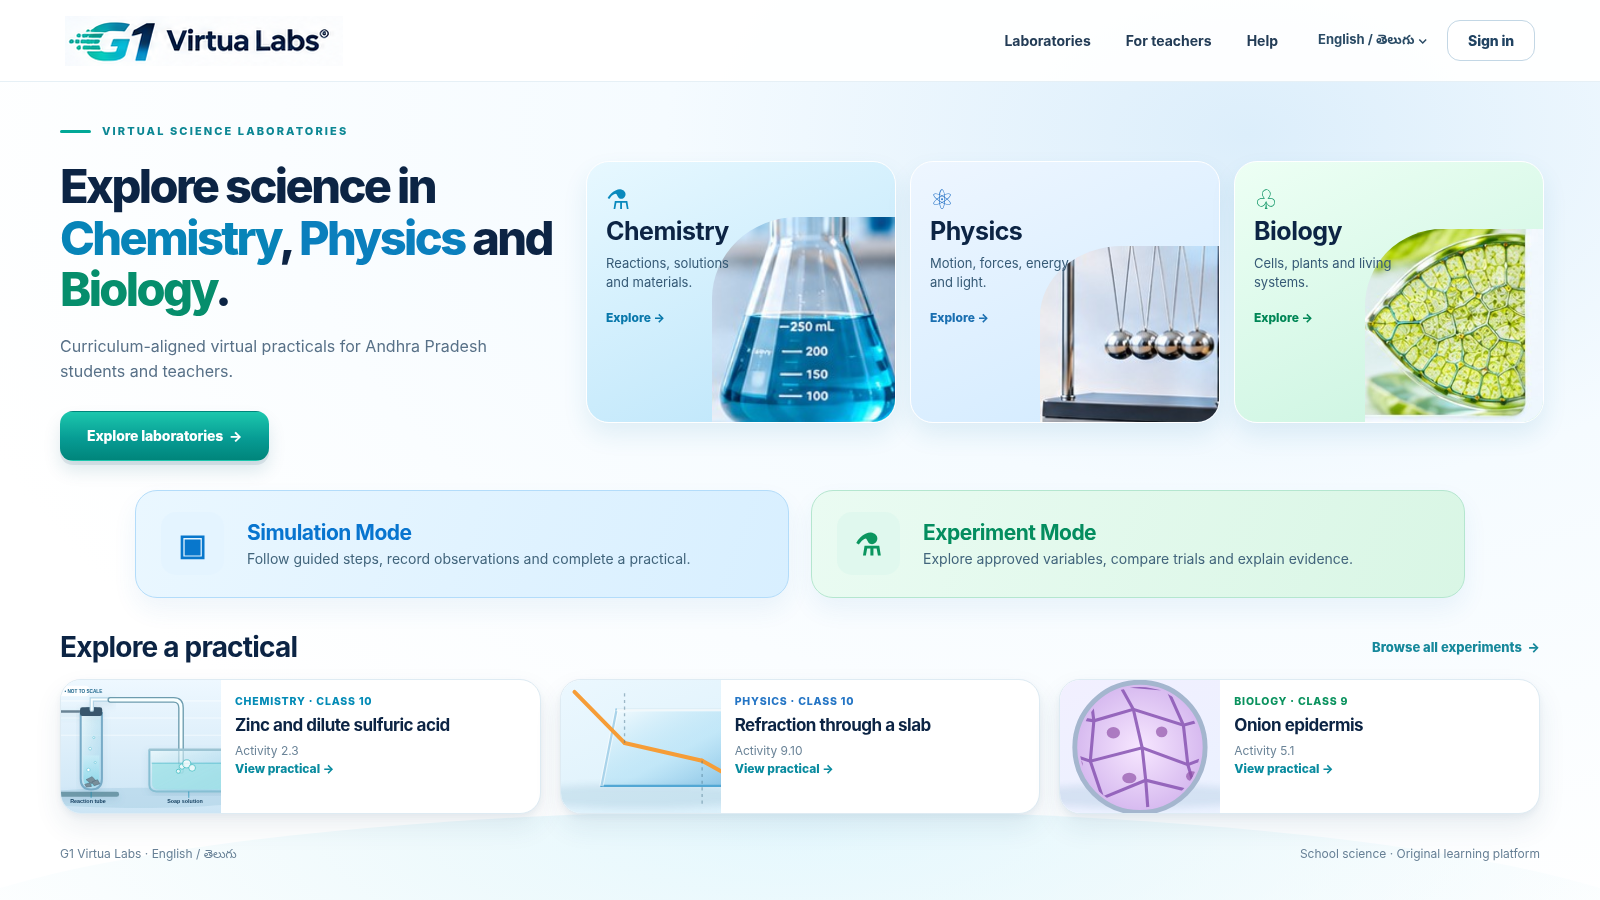 G1 Virtua Labs®
Laboratories
For teachers
Help
English / తెలుగు
Sign in
VIRTUAL SCIENCE LABORATORIES
Explore science in
Chemistry, Physics and
Biology.
Curriculum-aligned virtual practicals for Andhra Pradesh
students and teachers.
Explore laboratories →
Chemistry
Reactions, solutions
and materials.
Explore →
250 mL
200
150
100
Physics
Motion, forces, energy
and light.
Explore →
Biology
Cells, plants and living
systems.
Explore →
Simulation Mode
Follow guided steps, record observations and complete a practical.
Experiment Mode
Explore approved variables, compare trials and explain evidence.
Explore a practical
Browse all experiments →
• NOT TO SCALE
Reaction tube
Soap solution
CHEMISTRY · CLASS 10
Zinc and dilute sulfuric acid
Activity 2.3
View practical →
PHYSICS · CLASS 10
Refraction through a slab
Activity 9.10
View practical →
BIOLOGY · CLASS 9
Onion epidermis
Activity 5.1
View practical →
G1 Virtua Labs · English / తెలుగు
School science · Original learning platform